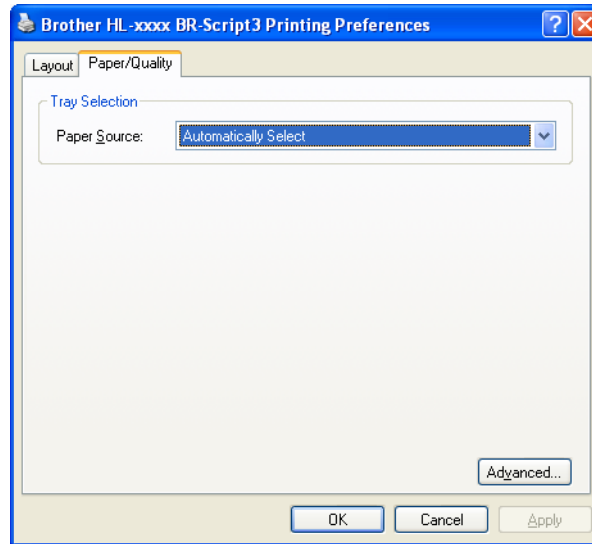 Brother HL-xxxx BR-Script3 Printing Preferences
Layout Paper/Quality
Tray Selection
Paper Source: Automatically Select
Advanced...
OK Cancel Apply